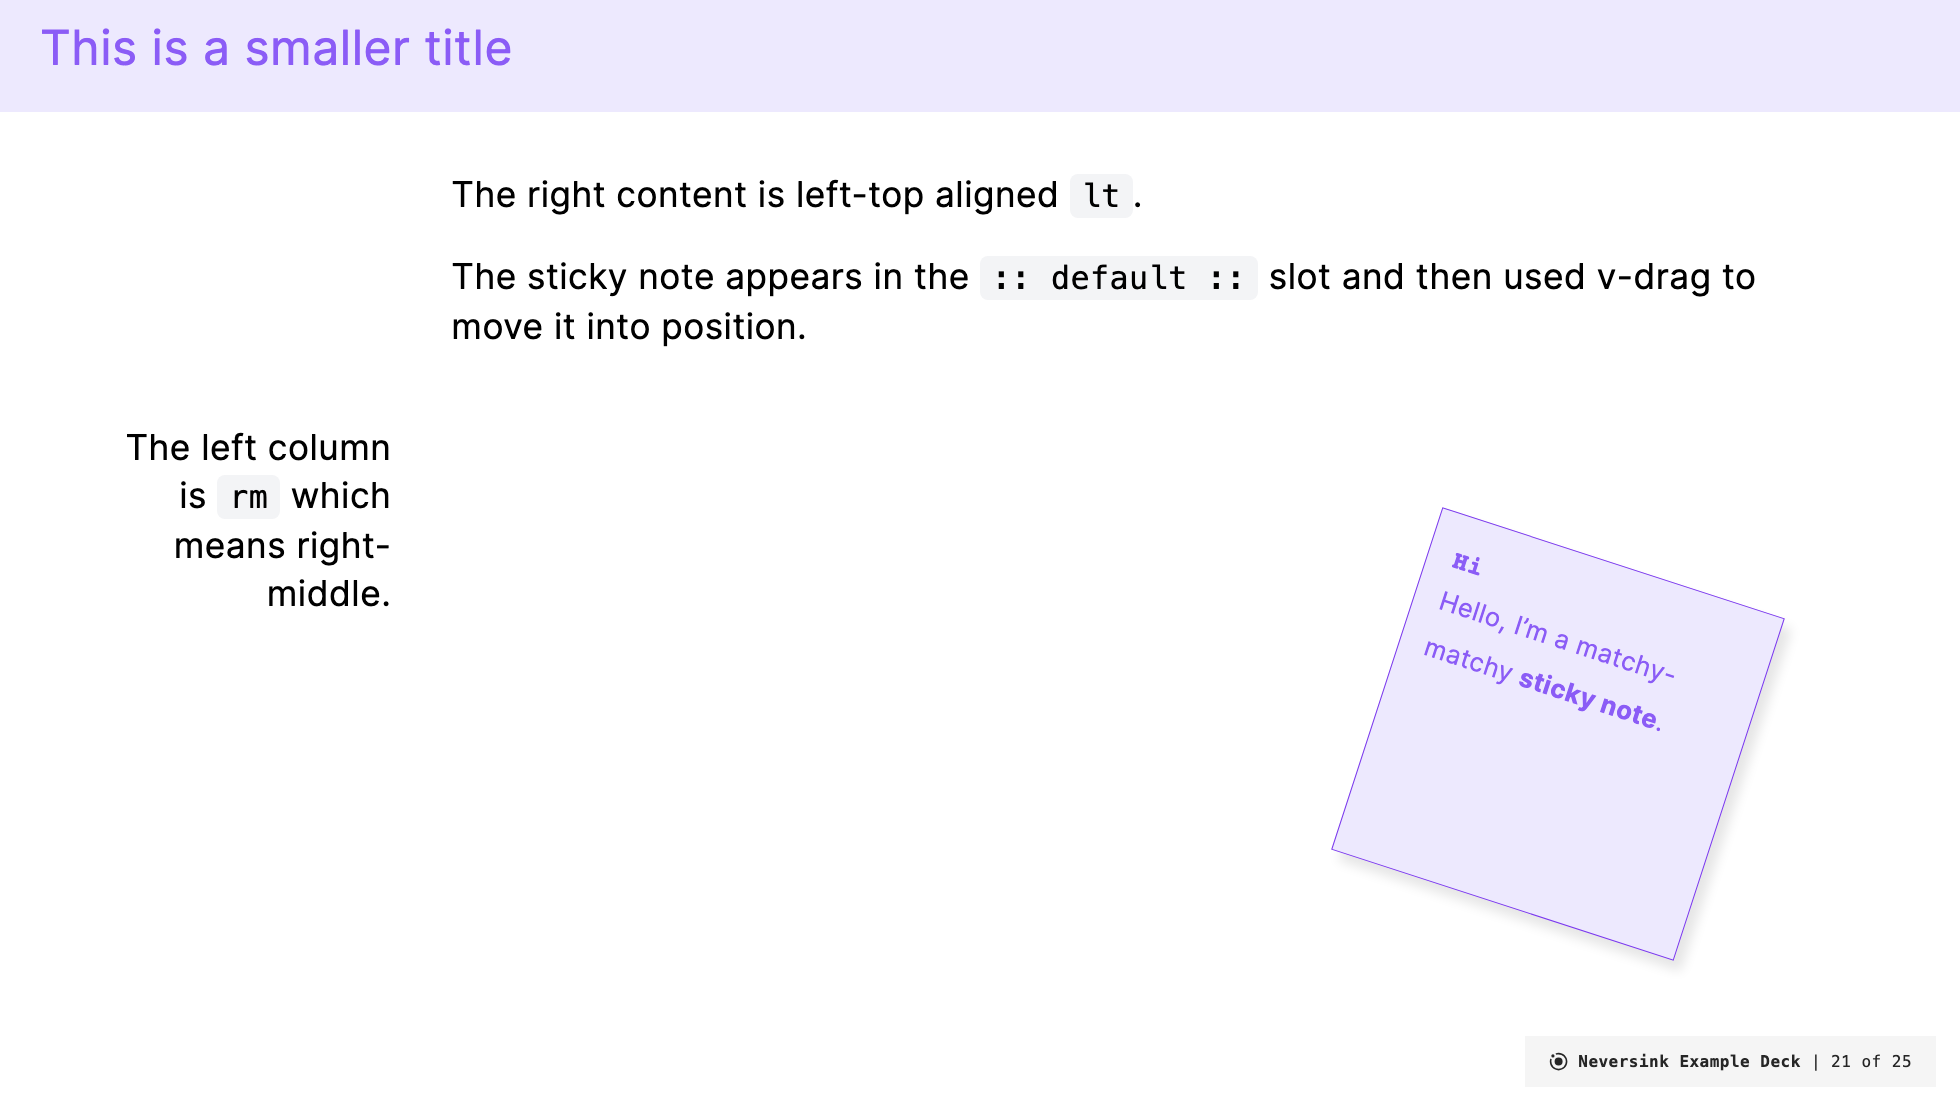 This is a smaller title
The right content is left-top aligned lt.
The sticky note appears in the :: default :: slot and then used v-drag to
move it into position.
The left column
is rm which
means right-
middle.
Hi
Hello, I’m a matchy-
matchy sticky note.
Neversink Example Deck | 21 of 25